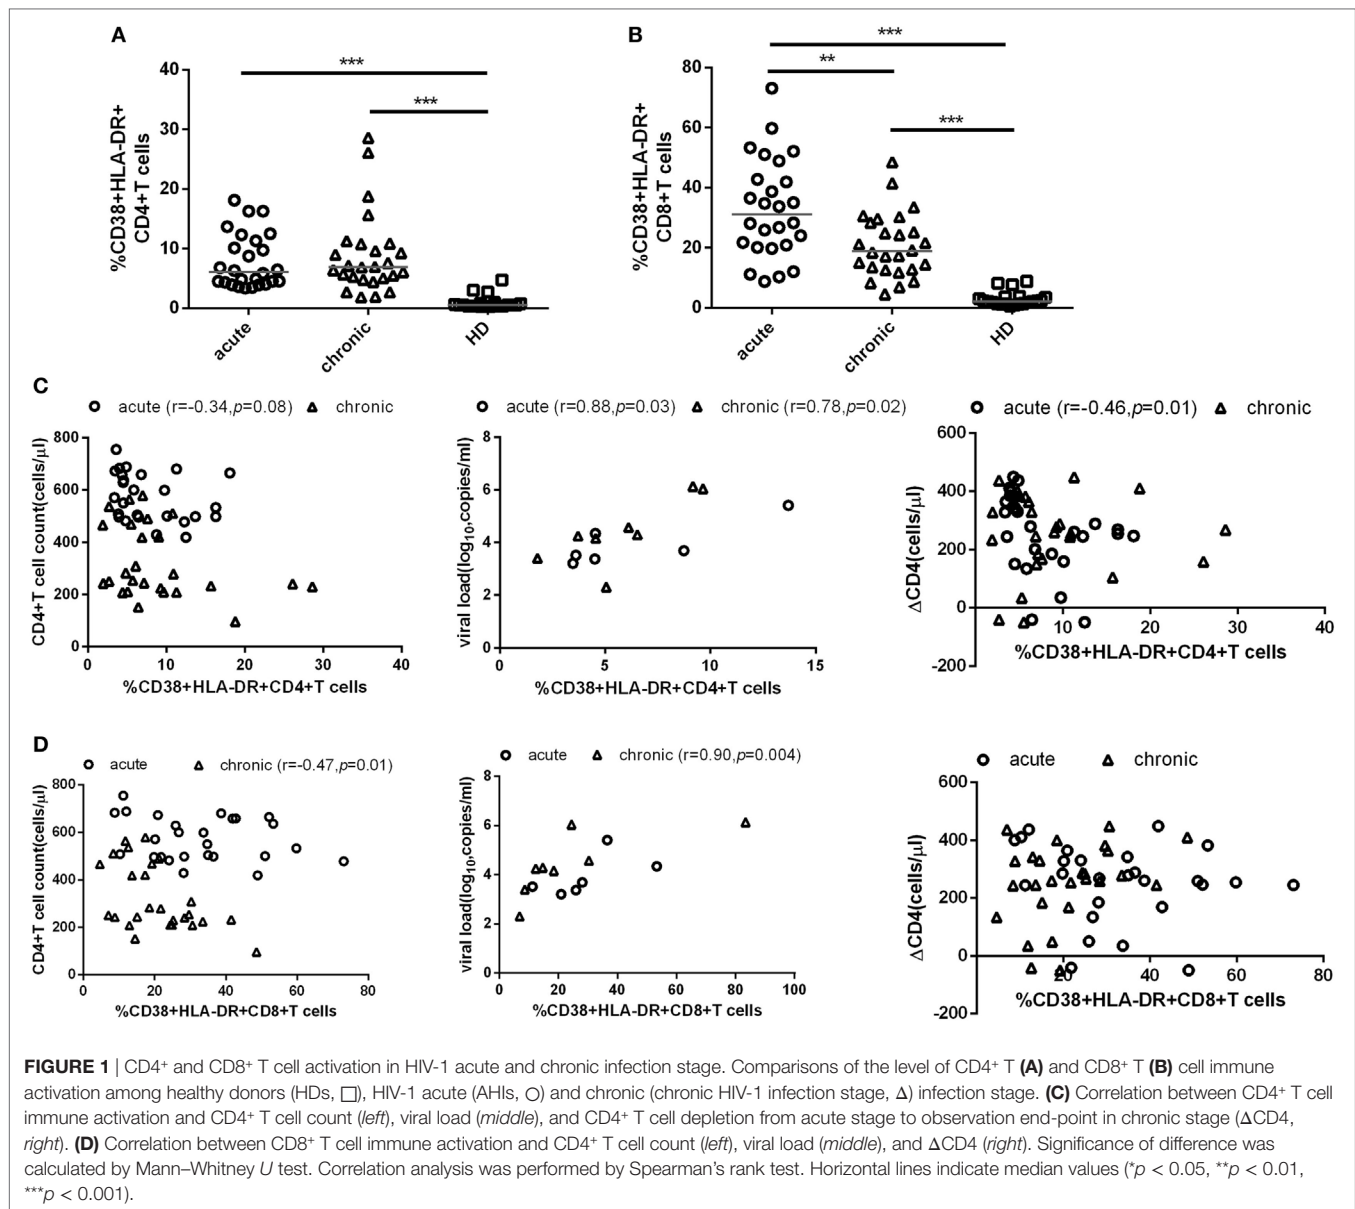 A
B
***
***
%CD38+HLA-DR+
CD4+T cells
40
30
20
10
0
acute
chronic
HD
***
**
***
%CD38+HLA-DR+
CD8+T cells
80
60
40
20
0
acute
chronic
HD
C
acute (r=-0.34,p=0.08) chronic
CD4+T cell count(cells/µl)
800
600
400
200
0
0 10 20 30 40
%CD38+HLA-DR+CD4+T cells
acute (r=0.88,p=0.03) chronic (r=0.78,p=0.02)
viral load(log10,copies/ml)
8
6
4
2
0
0 5 10 15
%CD38+HLA-DR+CD4+T cells
acute (r=-0.46,p=0.01) chronic
ΔCD4(cells/µl)
600
400
200
0
-200
10 20 30 40
%CD38+HLA-DR+CD4+T cells
D
acute chronic (r=-0.47,p=0.01)
CD4+T cell count(cells/µl)
800
600
400
200
0
0 20 40 60 80
%CD38+HLA-DR+CD8+T cells
acute chronic (r=0.90,p=0.004)
viral load(log10,copies/ml)
8
6
4
2
0
0 20 40 60 80 100
%CD38+HLA-DR+CD8+T cells
acute chronic
ΔCD4(cells/µl)
600
400
200
0
-200
20 40 60 80
%CD38+HLA-DR+CD8+T cells
FIGURE 1 | CD4+ and CD8+ T cell activation in HIV-1 acute and chronic infection stage. Comparisons of the level of CD4+ T (A) and CD8+ T (B) cell immune
activation among healthy donors (HDs, □), HIV-1 acute (AHIs, ○) and chronic (chronic HIV-1 infection stage, Δ) infection stage. (C) Correlation between CD4+ T cell
immune activation and CD4+ T cell count (left), viral load (middle), and CD4+ T cell depletion from acute stage to observation end-point in chronic stage (ΔCD4,
right). (D) Correlation between CD8+ T cell immune activation and CD4+ T cell count (left), viral load (middle), and ΔCD4 (right). Significance of difference was
calculated by Mann–Whitney U test. Correlation analysis was performed by Spearman's rank test. Horizontal lines indicate median values (*p < 0.05, **p < 0.01,
***p < 0.001).